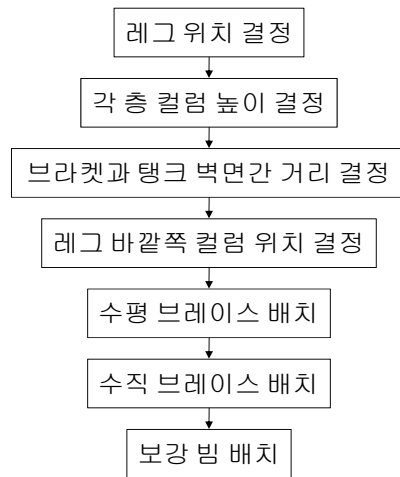 레그 위치 결정
각 층 컬럼 높이 결정
브라켓과 탱크 벽면간 거리 결정
레그 바깥쪽 컬럼 위치 결정
수평 브레이스 배치
수직 브레이스 배치
보강 빔 배치